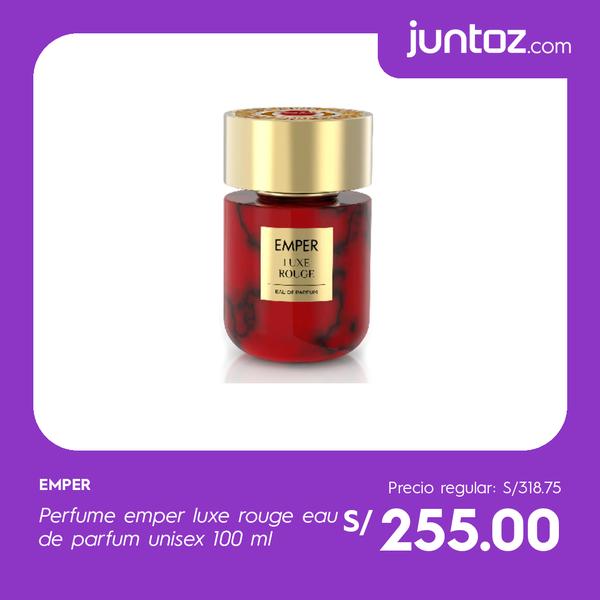 juntoz.com
EMPER
LUXE
ROUGE
EAU DE PARFUM
EMPER
Precio regular: S/318.75
Perfume emper luxe rouge eau
de parfum unisex 100 ml
S/ 255.00